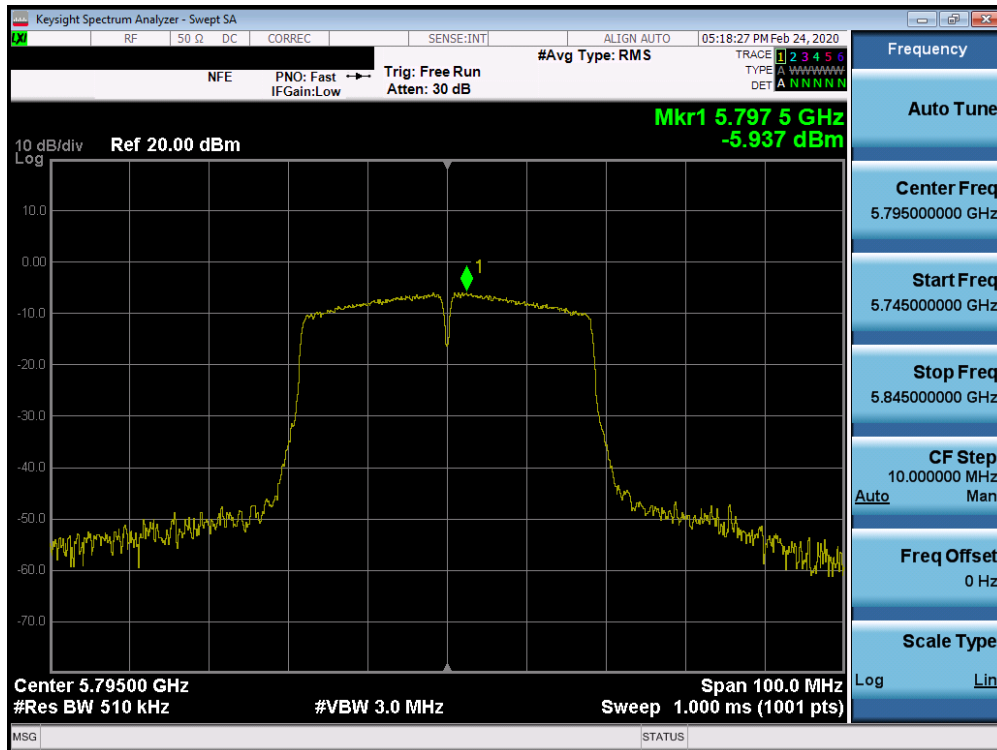 Keysight Spectrum Analyzer - Swept SA
LXI RF 50 Ω DC CORREC SENSE:INT ALIGN AUTO 05:18:27 PM Feb 24, 2020
NFE PNO: Fast Trig: Free Run #Avg Type: RMS TRACE 1 2 3 4 5 6
IFGain:Low Atten: 30 dB TYPE A WWWWW
DET A N N N N N
Mkr1 5.797 5 GHz
-5.937 dBm
10 dB/div Ref 20.00 dBm
Log
10.0
0.00
-10.0
-20.0
-30.0
-40.0
-50.0
-60.0
-70.0
1
Center 5.79500 GHz Span 100.0 MHz
#Res BW 510 kHz #VBW 3.0 MHz Sweep 1.000 ms (1001 pts)
MSG STATUS
Frequency
Auto Tune
Center Freq
5.795000000 GHz
Start Freq
5.745000000 GHz
Stop Freq
5.845000000 GHz
CF Step
10.000000 MHz
Auto Man
Freq Offset
0 Hz
Scale Type
Log Lin